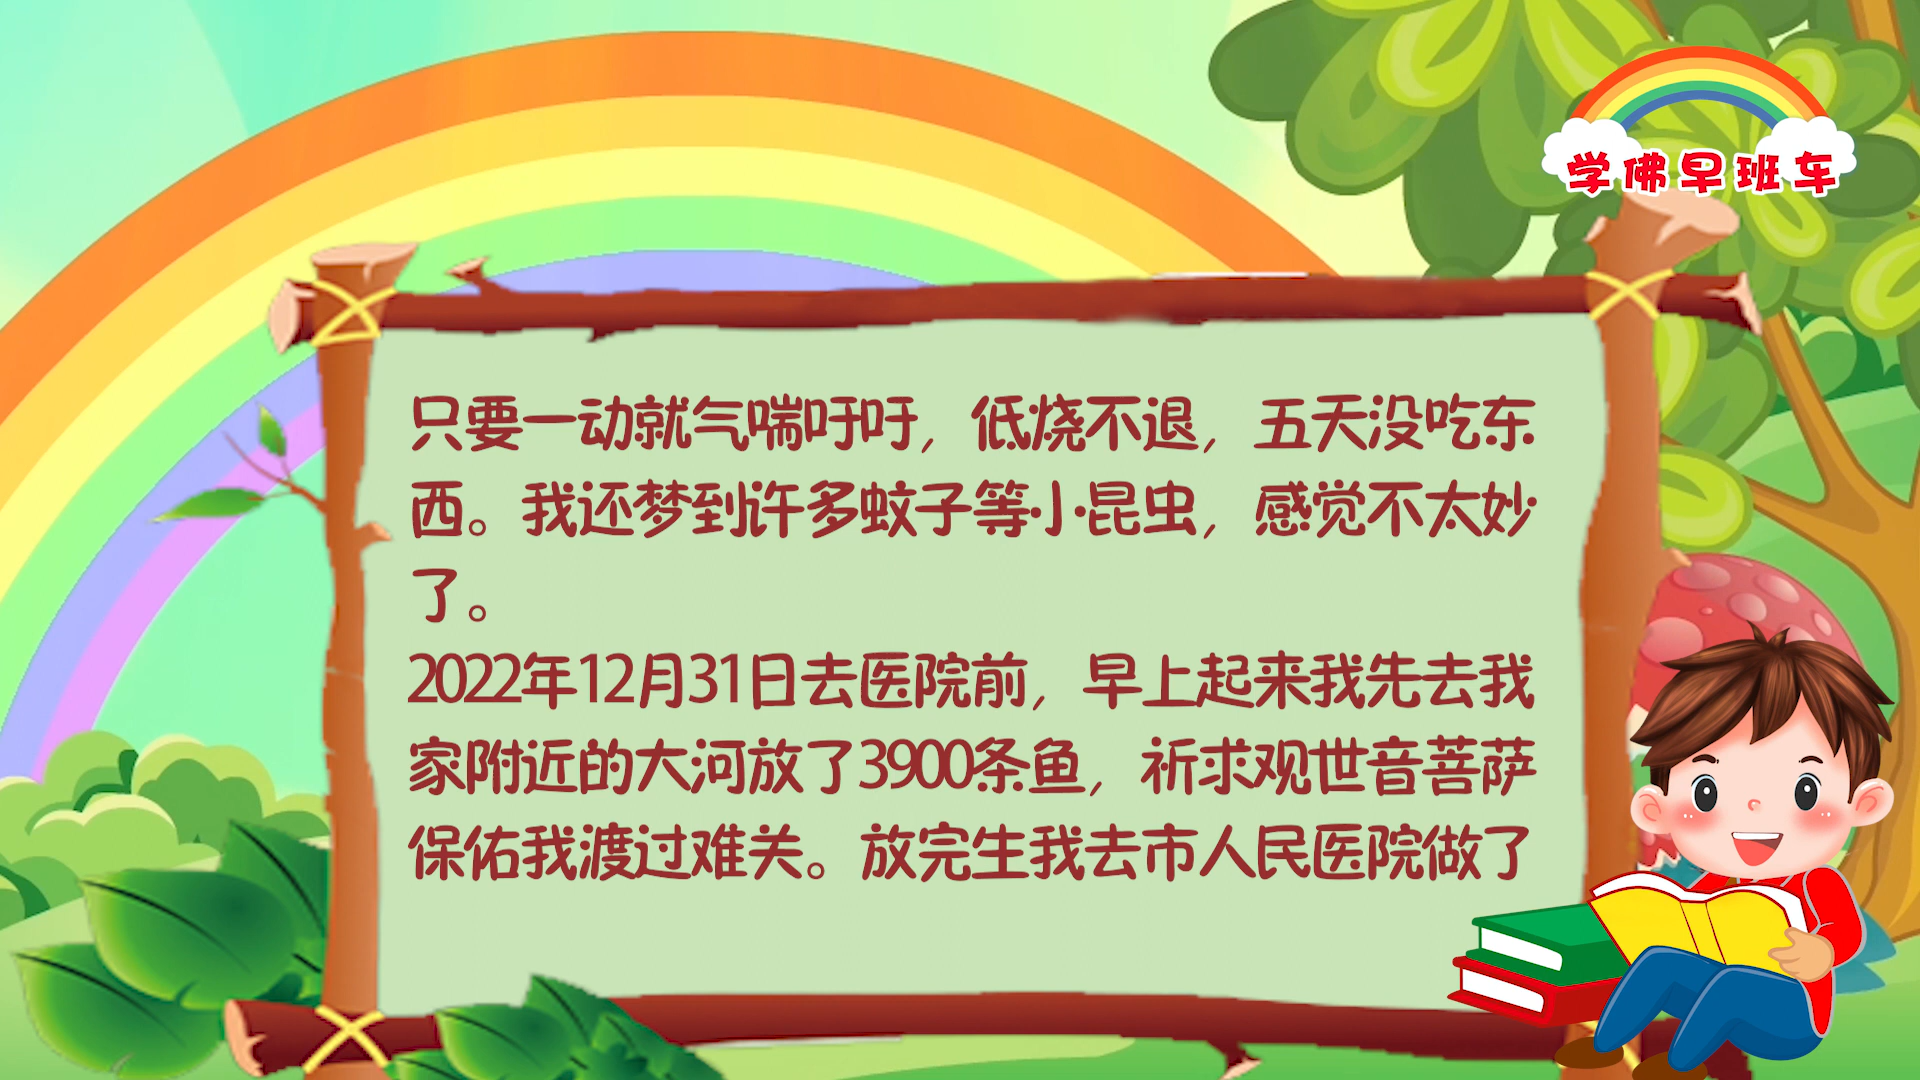 学佛早班车
只要一动就气喘吁吁，低烧不退，五天没吃东
西。我还梦到许多蚊子等小昆虫，感觉不太妙
了。
2022年12月31日去医院前，早上起来我先去我
家附近的大河放了3900条鱼，祈求观世音菩萨
保佑我渡过难关。放完生我去市人民医院做了